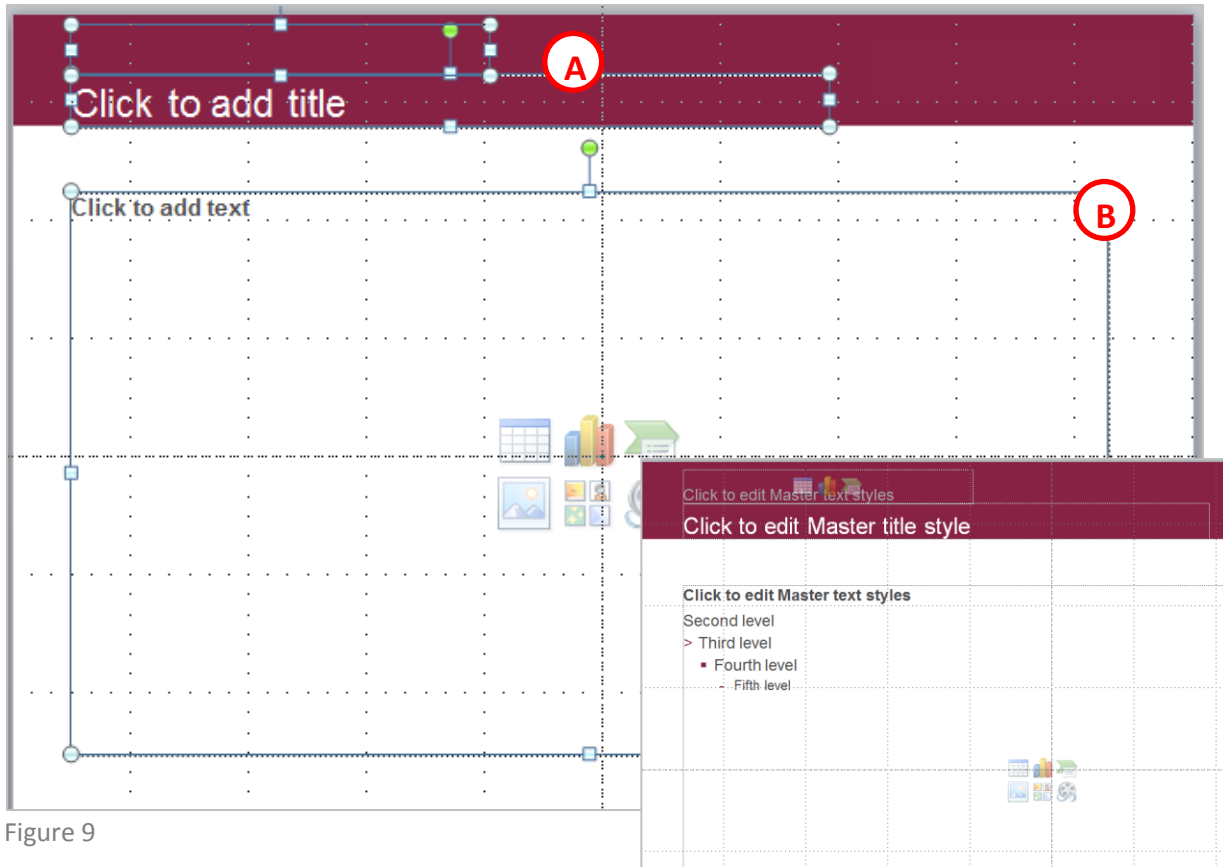 A
Click to add title
B
Click to add text
Click to edit Master text styles
Click to edit Master title style
Click to edit Master text styles
Second level
> Third level
▪ Fourth level
- Fifth level
Figure 9